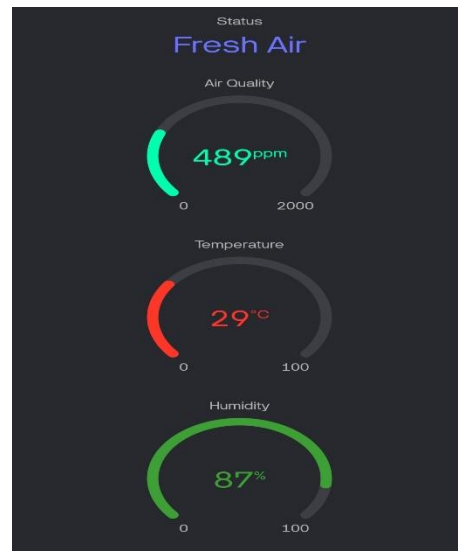 Status
Fresh Air
Air Quality
489ppm
0 2000
Temperature
29°C
0 100
Humidity
87%
0 100